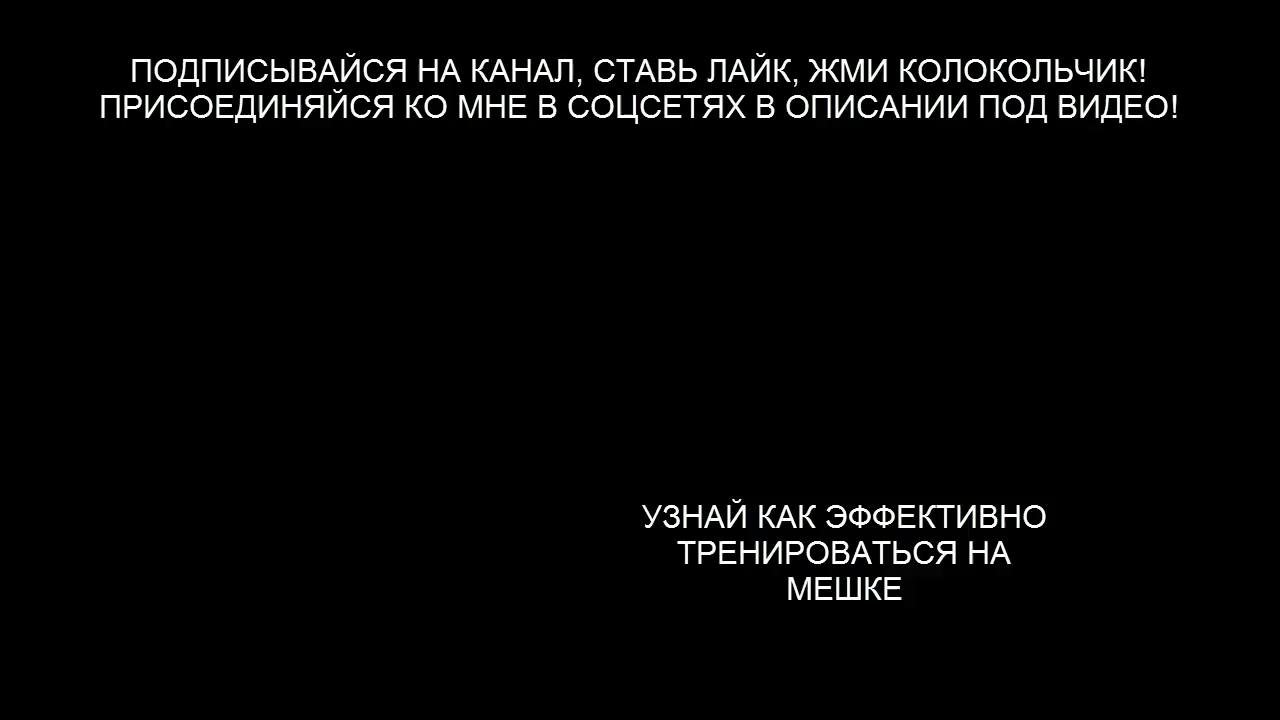 ПОДПИСЫВАЙСЯ НА КАНАЛ, СТАВЬ ЛАЙК, ЖМИ КОЛОКОЛЬЧИК!
ПРИСОЕДИНЯЙСЯ КО МНЕ В СОЦСЕТЯХ В ОПИСАНИИ ПОД ВИДЕО!
УЗНАЙ КАК ЭФФЕКТИВНО
ТРЕНИРОВАТЬСЯ НА
МЕШКЕ